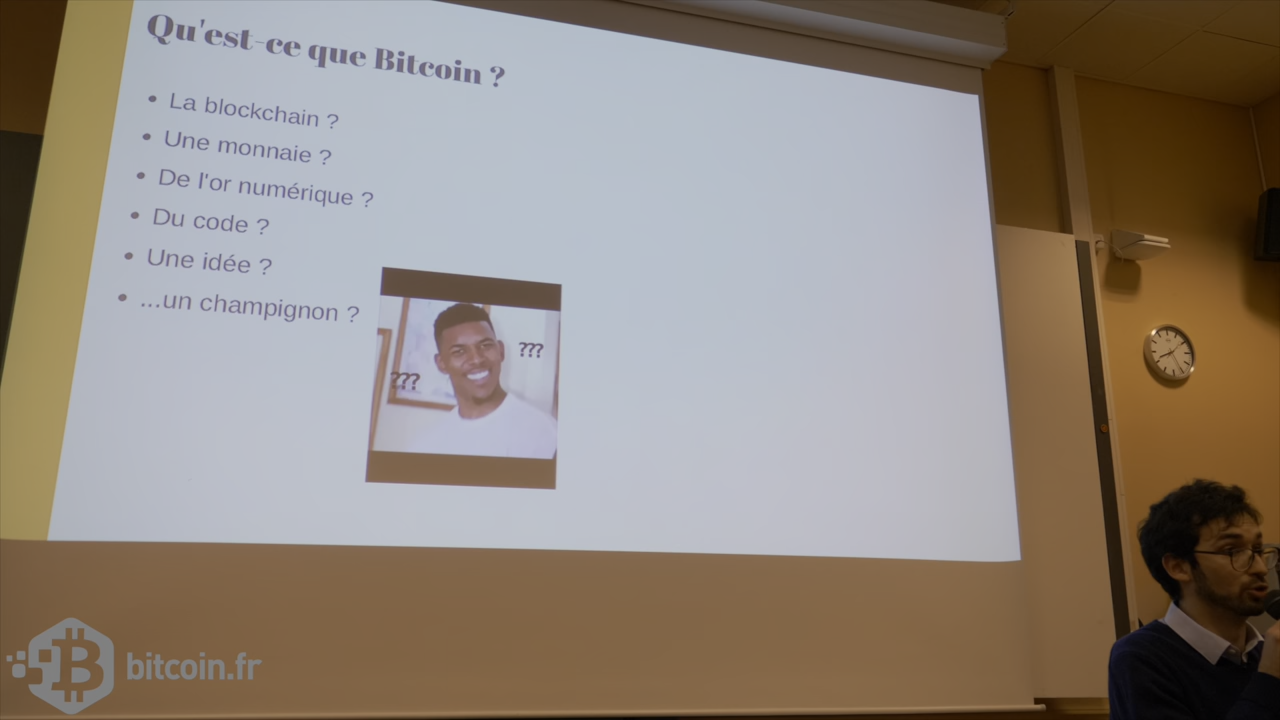 Qu'est-ce que Bitcoin ?
• La blockchain ?
• Une monnaie ?
• De l'or numérique ?
• Du code ?
• Une idée ?
• ...un champignon ?
???
???
bitcoin.fr